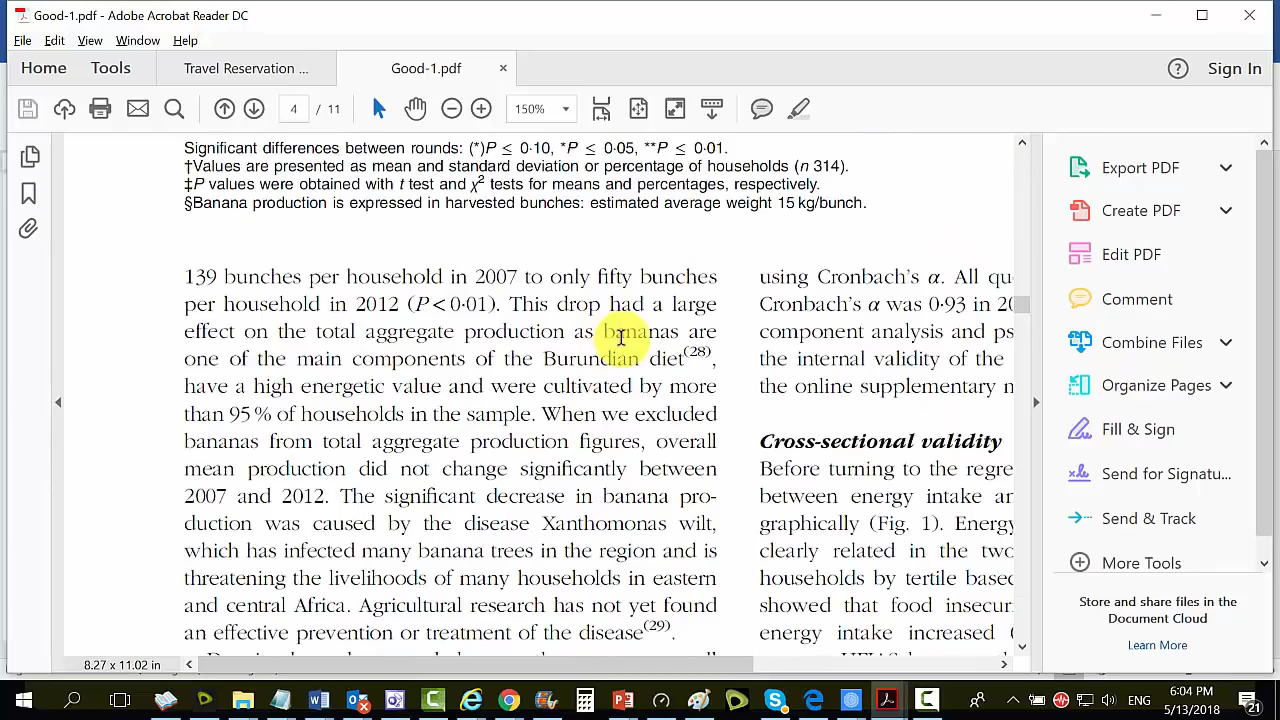 Good-1.pdf - Adobe Acrobat Reader DC
File Edit View Window Help
Home Tools Travel Reservation ... Good-1.pdf × ? Sign In
4 / 11 150%
Significant differences between rounds: (*)P ≤ 0·10, *P ≤ 0·05, **P ≤ 0·01.
†Values are presented as mean and standard deviation or percentage of households (n 314).
‡P values were obtained with t test and χ² tests for means and percentages, respectively.
§Banana production is expressed in harvested bunches: estimated average weight 15 kg/bunch.
139 bunches per household in 2007 to only fifty bunches
per household in 2012 (P < 0·01). This drop had a large
effect on the total aggregate production as bananas are
one of the main components of the Burundian diet(28),
have a high energetic value and were cultivated by more
than 95 % of households in the sample. When we excluded
bananas from total aggregate production figures, overall
mean production did not change significantly between
2007 and 2012. The significant decrease in banana pro-
duction was caused by the disease Xanthomonas wilt,
which has infected many banana trees in the region and is
threatening the livelihoods of many households in eastern
and central Africa. Agricultural research has not yet found
an effective prevention or treatment of the disease(29).
using Cronbach's α. All qu
Cronbach's α was 0·93 in 20
component analysis and ps
the internal validity of the
the online supplementary m
Cross-sectional validity
Before turning to the regre
between energy intake an
graphically (Fig. 1). Energy
clearly related in the two
households by tertile based
showed that food insecuri
energy intake increased
Export PDF
Create PDF
Edit PDF
Comment
Combine Files
Organize Pages
Fill & Sign
Send for Signatu...
Send & Track
More Tools
Store and share files in the
Document Cloud
Learn More
8.27 x 11.02 in
ENG
6:04 PM
5/13/2018
21